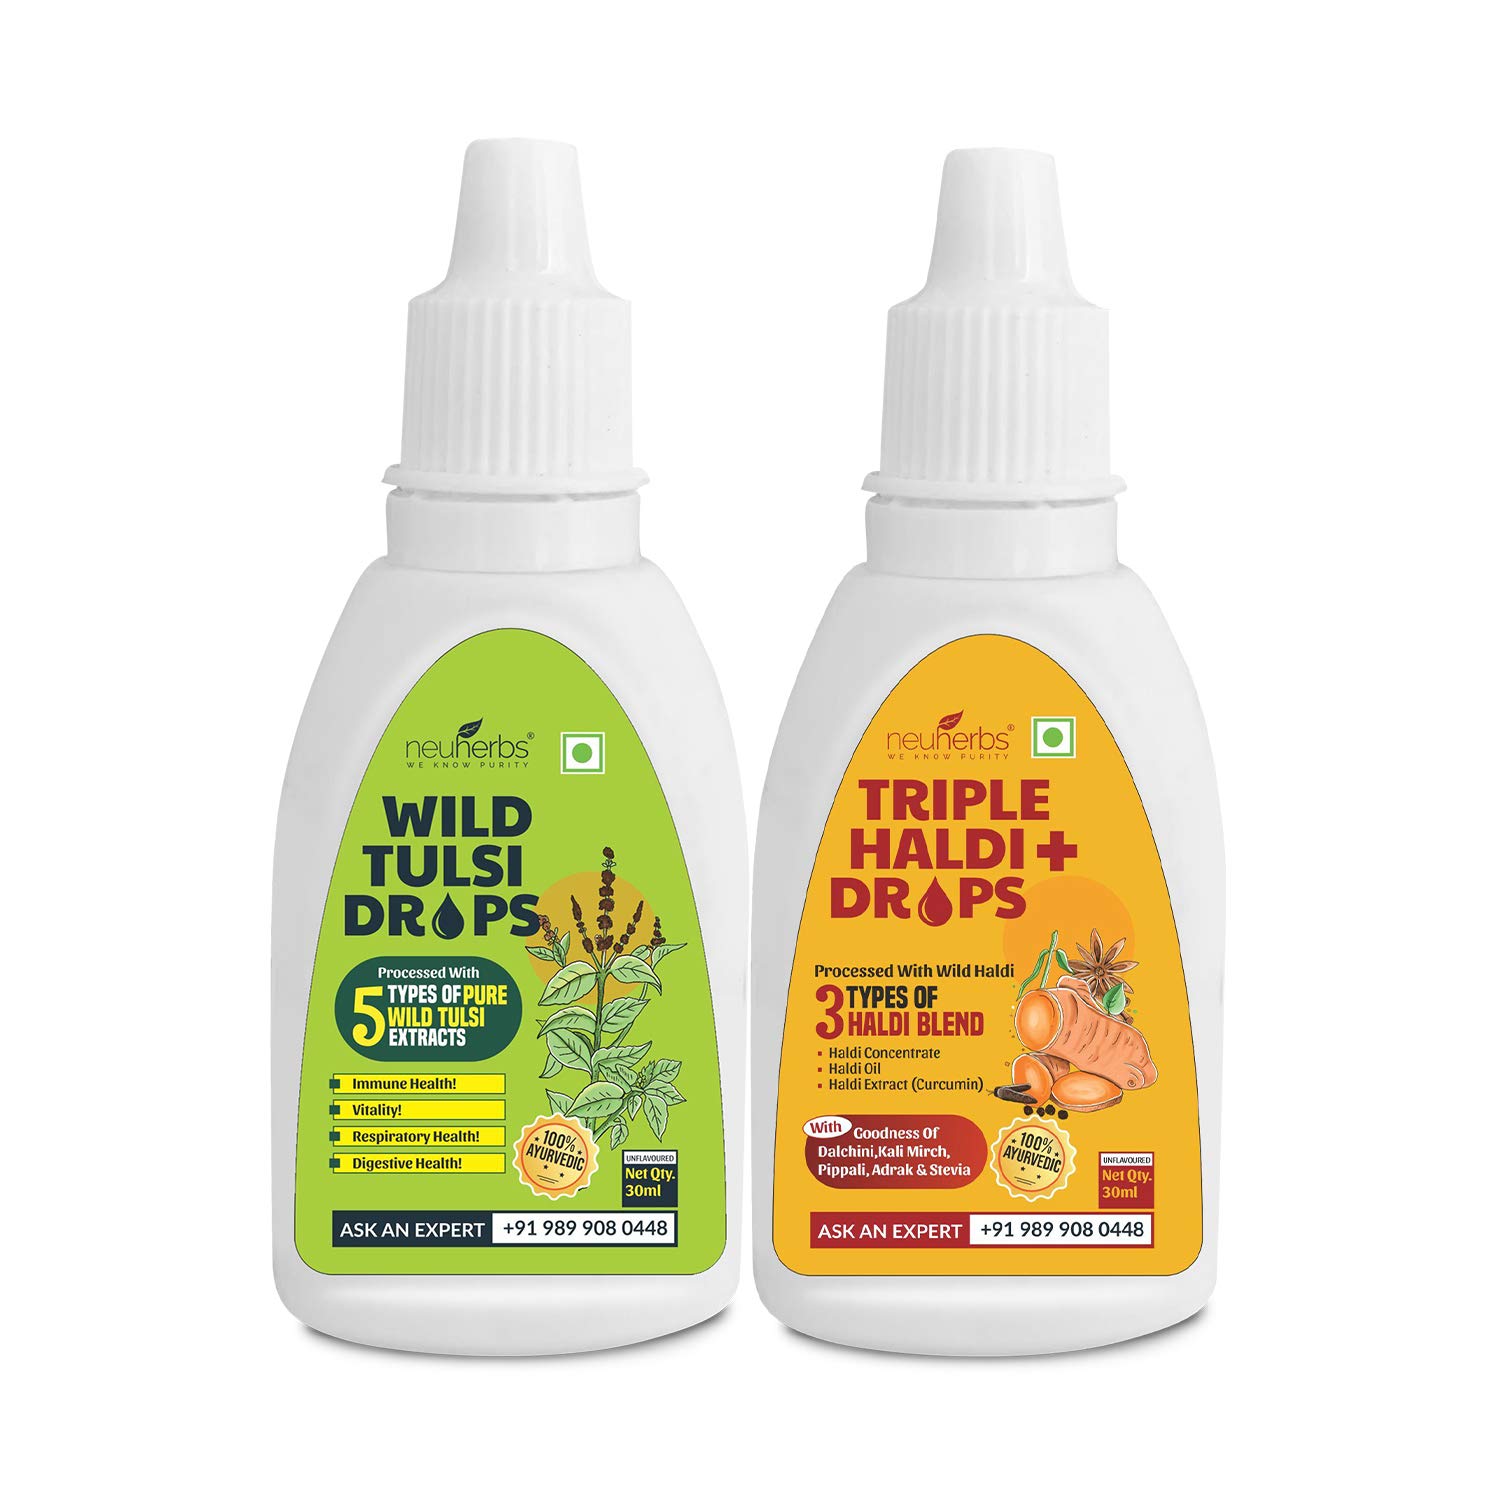 neuherbs®
WE KNOW PURITY
WILD
TULSI
DROPS
Processed With
5 TYPES OF PURE
WILD TULSI
EXTRACTS
Immune Health!
Vitality!
Respiratory Health!
Digestive Health!
100%
AYURVEDIC
UNFLAVOURED
Net Qty.
30ml
ASK AN EXPERT +91 989 908 0448
neuherbs®
WE KNOW PURITY
TRIPLE
HALDI+
DROPS
Processed With Wild Haldi
3 TYPES OF
HALDI BLEND
Haldi Concentrate
Haldi Oil
Haldi Extract (Curcumin)
With Goodness Of
Dalchini,Kali Mirch,
Pippali, Adrak & Stevia
100%
AYURVEDIC
UNFLAVOURED
Net Qty.
30ml
ASK AN EXPERT +91 989 908 0448